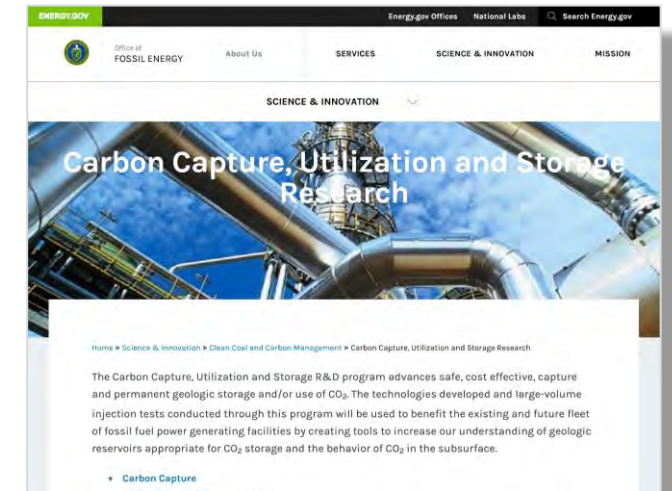 ENERGY.GOV
Energy.gov Offices National Labs Search Energy.gov
Office of
FOSSIL ENERGY
About Us SERVICES SCIENCE & INNOVATION MISSION
SCIENCE & INNOVATION
Carbon Capture, Utilization and Storage
Research
Home » Science & Innovation » Clean Coal and Carbon Management » Carbon Capture, Utilization and Storage Research
The Carbon Capture, Utilization and Storage R&D program advances safe, cost effective, capture
and permanent geologic storage and/or use of CO₂. The technologies developed and large-volume
injection tests conducted through this program will be used to benefit the existing and future fleet
of fossil fuel power generating facilities by creating tools to increase our understanding of geologic
reservoirs appropriate for CO₂ storage and the behavior of CO₂ in the subsurface.
• Carbon Capture